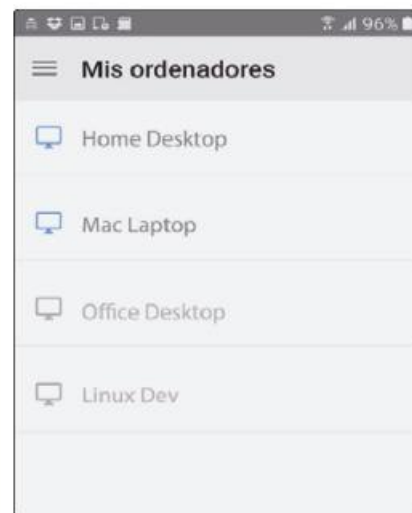 96%
Mis ordenadores
Home Desktop
Mac Laptop
Office Desktop
Linux Dev